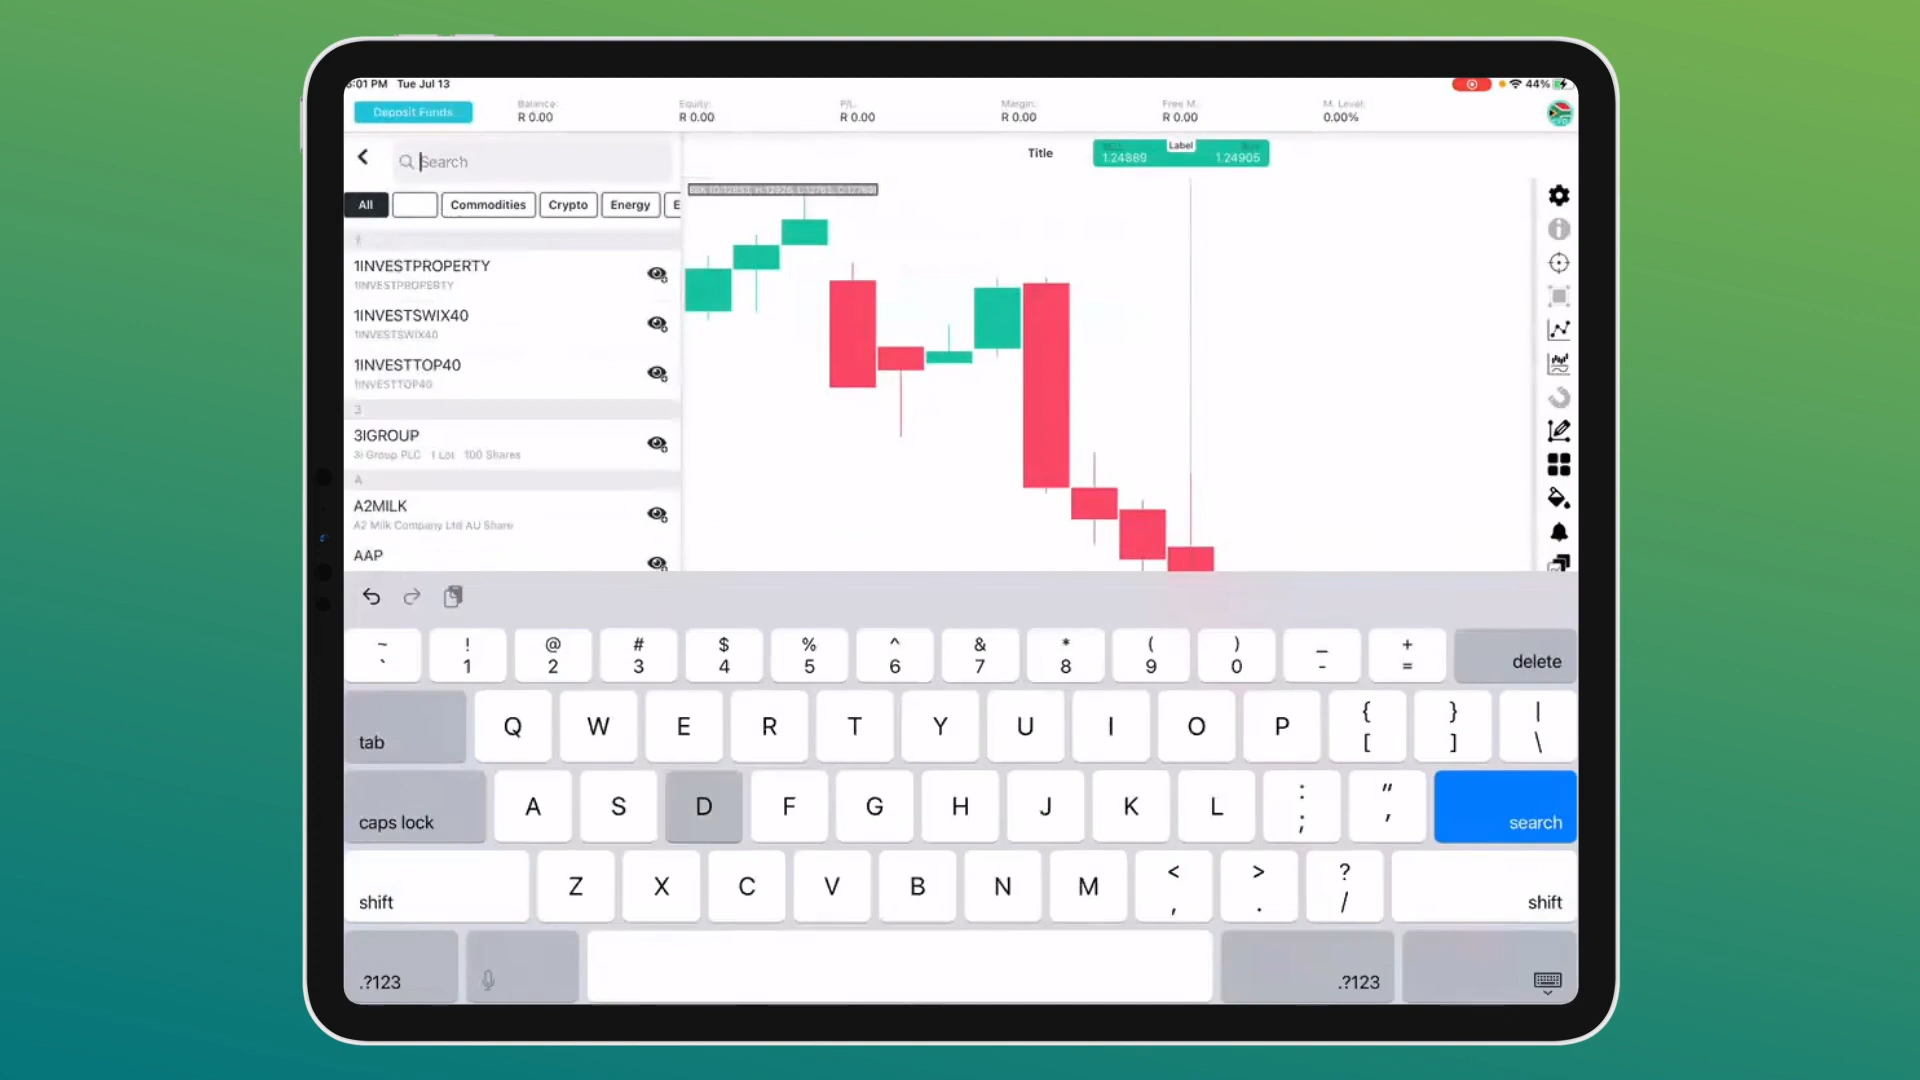 :01 PM Tue Jul 13
44%
Deposit Funds
Balance:
R 0.00
Equity:
R 0.00
P/L:
R 0.00
Margin:
R 0.00
Free M.:
R 0.00
M. Level:
0.00%
Search
Title
Label
1.24889
1.24905
All
Commodities
Crypto
Energy
E
1
1INVESTPROPERTY
1INVESTPROPERTY
1INVESTSWIX40
1INVESTSWIX40
1INVESTTOP40
1INVESTTOP40
3
3IGROUP
3i Group PLC 1 Lot 100 Shares
A
A2MILK
A2 Milk Company Ltd AU Share
AAP
~ ! @ # $ % ^ & * ( ) _ +
` 1 2 3 4 5 6 7 8 9 0 - = delete
tab Q W E R T Y U I O P { [ } ] | \
caps lock A S D F G H J K L : ; " ' search
shift Z X C V B N M < , > . ? / shift
.?123 .?123